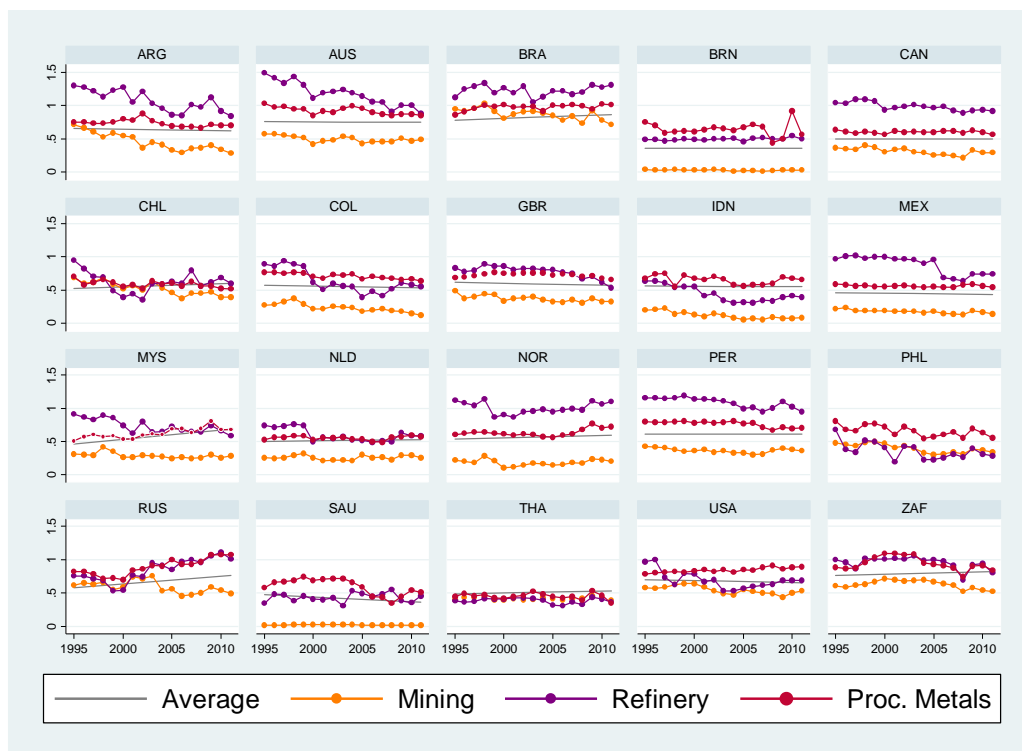 ARG AUS BRA BRN CAN
1.5
1
.5
0
CHL COL GBR IDN MEX
1.5
1
.5
0
MYS NLD NOR PER PHL
1.5
1
.5
0
RUS SAU THA USA ZAF
1.5
1
.5
0
1995 2000 2005 2010 1995 2000 2005 2010 1995 2000 2005 2010 1995 2000 2005 2010 1995 2000 2005 2010
Average Mining Refinery Proc. Metals